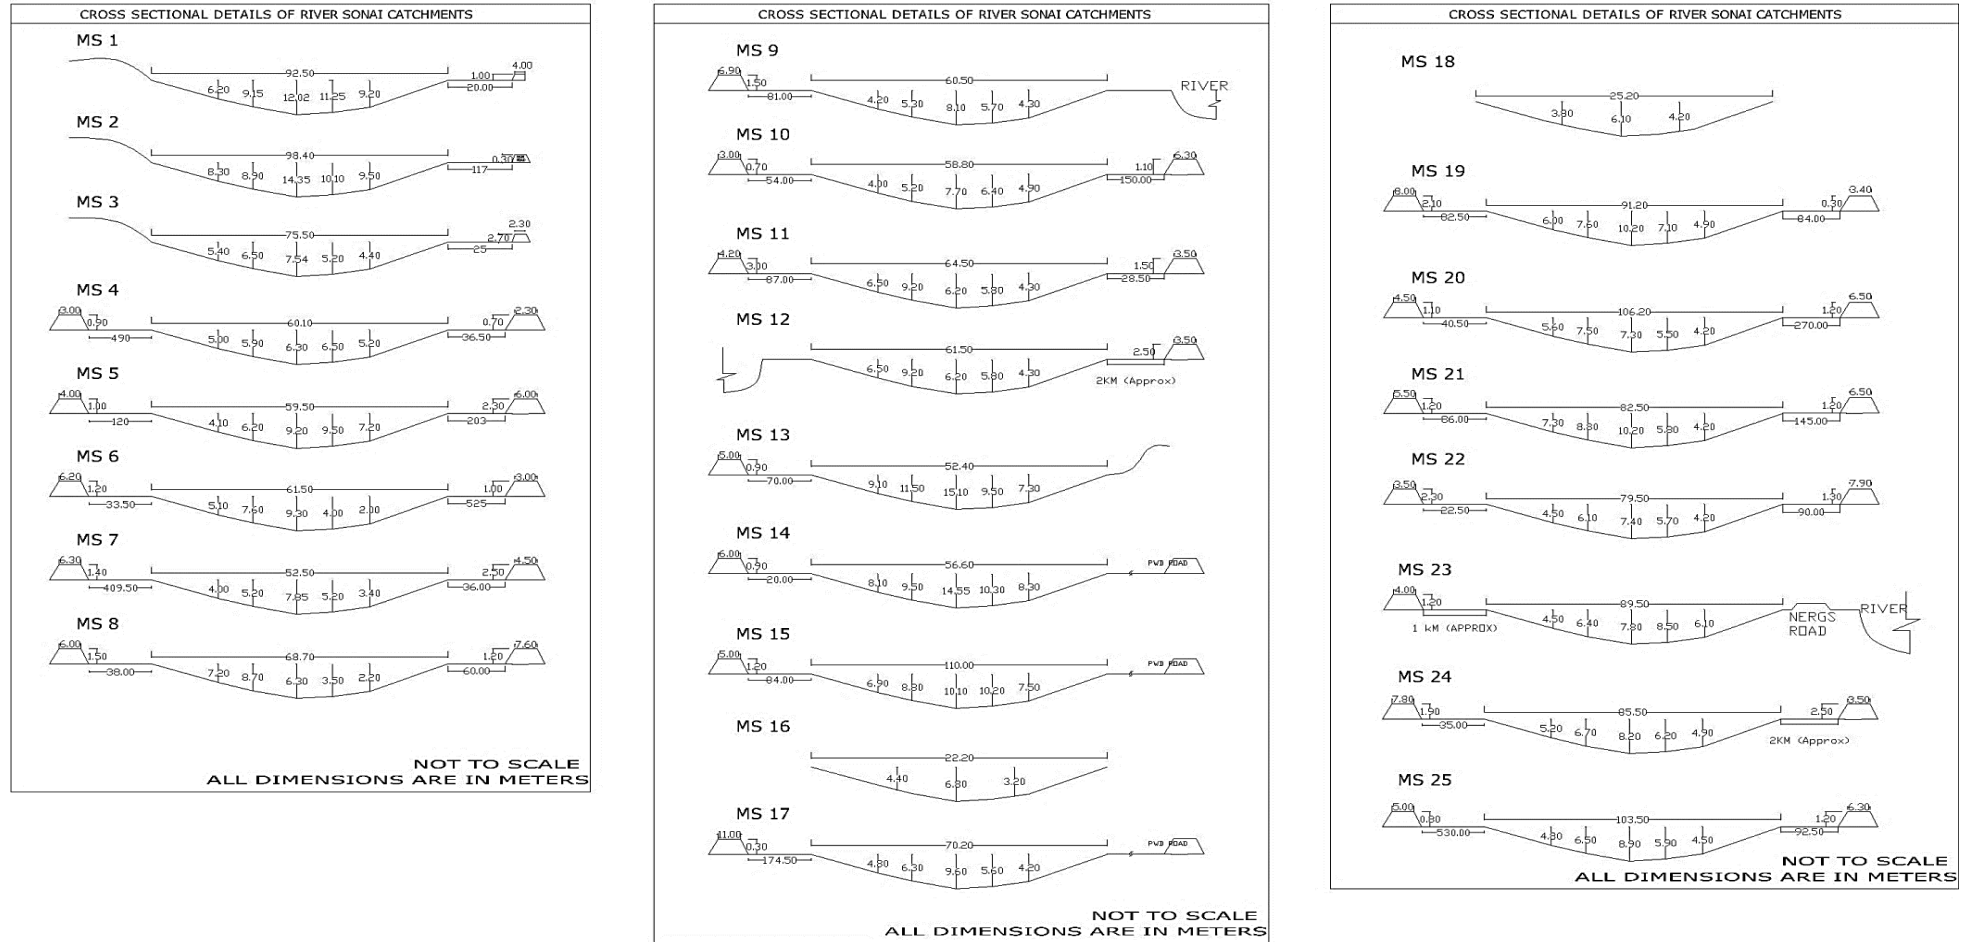 CROSS SECTIONAL DETAILS OF RIVER SONAI CATCHMENTS
MS 1
92.50
6.20 9.15 12.02 11.25 9.20
1.00 4.00
20.00
MS 2
98.40
8.30 8.90 14.35 10.10 9.50
0.30
117
MS 3
75.50
5.40 6.50 7.54 5.20 4.40
2.70 2.30
25
MS 4
3.00 0.90 490
60.10
5.00 5.90 6.30 6.50 5.20
0.70 2.30
36.50
MS 5
4.00 1.00 120
59.50
4.10 6.20 9.20 9.50 7.20
2.30 6.00
203
MS 6
6.20 1.20 33.50
61.50
5.10 7.60 9.30 4.00 2.00
1.00 3.00
525
MS 7
6.30 1.40 409.50
52.50
4.00 5.20 7.85 5.20 3.40
2.50 4.50
36.00
MS 8
6.00 1.50 38.00
68.70
7.20 8.70 6.30 3.50 2.20
1.20 7.60
60.00
NOT TO SCALE
ALL DIMENSIONS ARE IN METERS
CROSS SECTIONAL DETAILS OF RIVER SONAI CATCHMENTS
MS 9
6.90 1.50 81.00
60.50
4.20 5.30 8.10 5.70 4.30
RIVER
MS 10
3.00 0.70 54.00
58.80
4.00 5.20 7.70 6.40 4.90
1.10 6.30
150.00
MS 11
4.20 3.00 87.00
64.50
6.50 9.20 6.20 5.80 4.30
1.50 3.50
28.50
MS 12
61.50
6.50 9.20 6.20 5.80 4.30
2.50 3.50
2KM (Approx)
MS 13
5.00 0.90 70.00
52.40
9.10 11.50 15.10 9.50 7.30
MS 14
6.00 0.90 20.00
56.60
8.10 9.50 14.55 10.30 8.30
PWD ROAD
MS 15
5.00 1.20 84.00
110.00
6.90 8.80 10.10 10.20 7.50
PWD ROAD
MS 16
22.20
4.40 6.80 3.20
MS 17
11.00 0.30 174.50
70.20
4.80 6.30 9.60 5.60 4.20
PWD ROAD
NOT TO SCALE
ALL DIMENSIONS ARE IN METERS
CROSS SECTIONAL DETAILS OF RIVER SONAI CATCHMENTS
MS 18
25.20
3.80 6.10 4.20
MS 19
8.00 2.10 82.50
91.20
6.00 7.60 10.20 7.10 4.90
0.30 3.40
84.00
MS 20
4.50 1.10 40.50
106.20
5.60 7.50 7.30 5.50 4.20
1.20 6.50
270.00
MS 21
5.50 1.20 86.00
82.50
7.30 8.30 10.20 5.80 4.20
1.20 6.50
145.00
MS 22
3.50 2.30 22.50
79.50
4.50 6.10 7.40 5.70 4.20
1.30 7.90
90.00
MS 23
4.00 1.20
1 kM (APPROX)
89.50
4.50 6.40 7.80 8.50 6.10
NERGS
ROAD
RIVER
MS 24
7.80 1.90 35.00
85.50
5.20 6.70 8.20 6.20 4.90
2.50 3.50
2KM (Approx)
MS 25
5.00 0.80 530.00
103.50
4.80 6.50 8.90 5.90 4.50
1.20 6.30
92.50
NOT TO SCALE
ALL DIMENSIONS ARE IN METERS